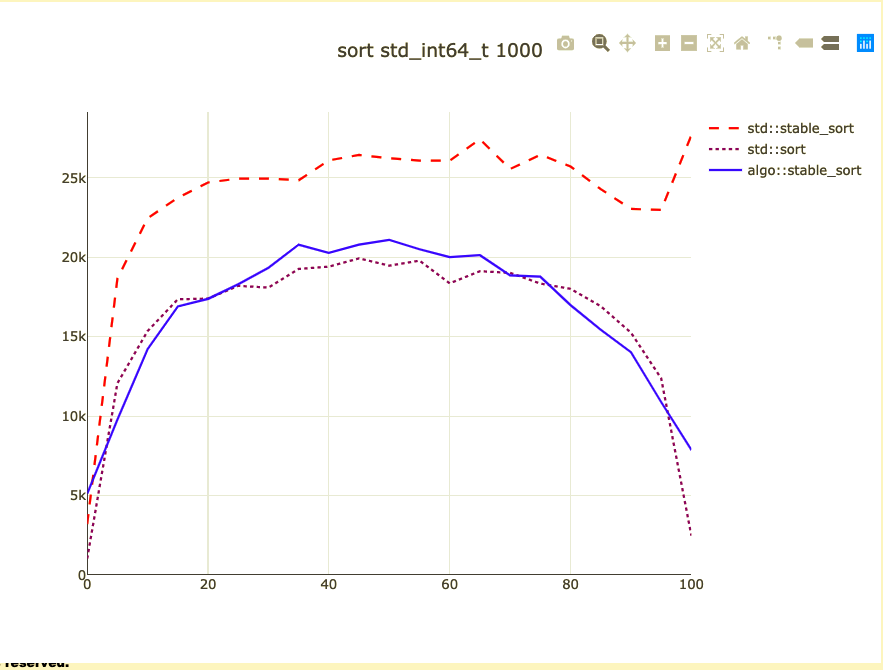 sort std_int64_t 1000
std::stable_sort
std::sort
algo::stable_sort
25k
20k
15k
10k
5k
0
0 20 40 60 80 100
reserved.